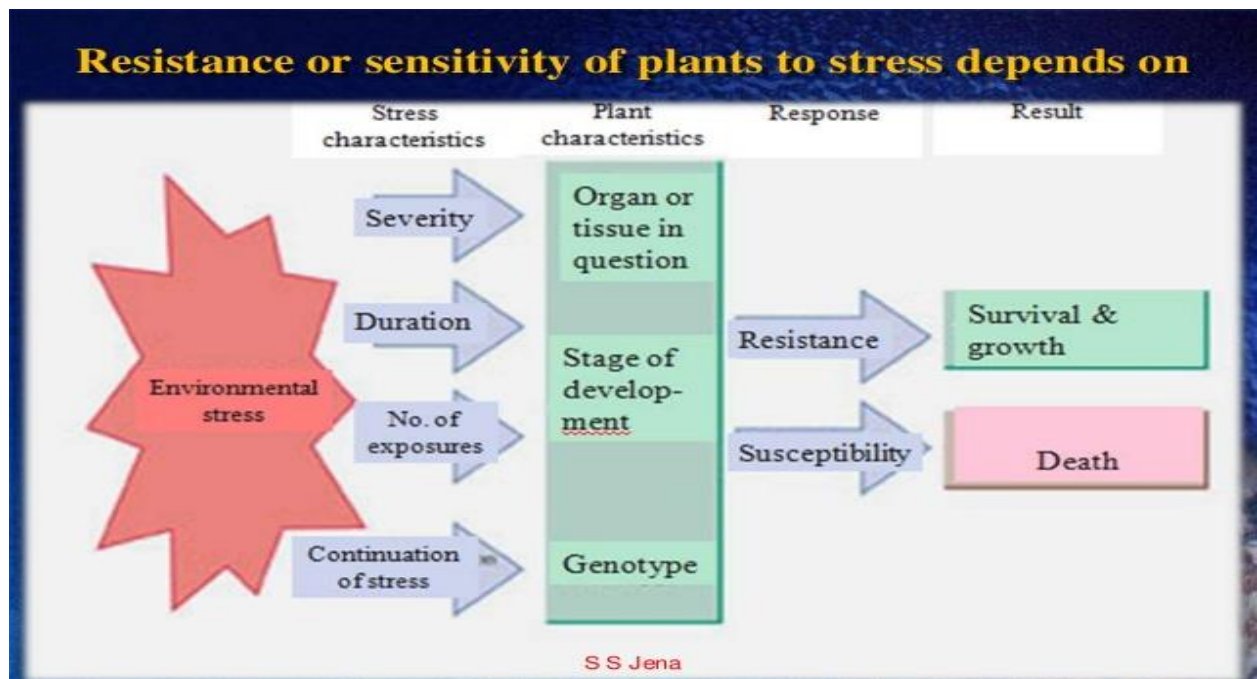 Resistance or sensitivity of plants to stress depends on
Stress
characteristics
Plant
characteristics
Response
Result
Environmental
stress
Severity
Duration
No. of
exposures
Continuation
of stress
Organ or
tissue in
question
Stage of
develop-
ment
Genotype
Resistance
Susceptibility
Survival &
growth
Death
S S Jena